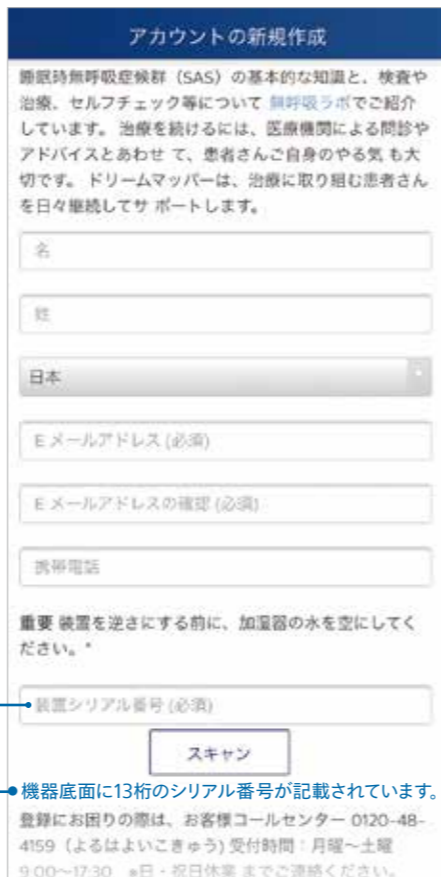 アカウントの新規作成
睡眠時無呼吸症候群（SAS）の基本的な知識と、検査や
治療、セルフチェック等について 無呼吸ラボでご紹介
しています。 治療を続けるには、医療機関による問診や
アドバイスとあわせ て、患者さんご自身のやる気 も大
切です。 ドリームマッパーは、治療に取り組む患者さん
を日々継続してサ ポートします。
名
姓
日本
E メールアドレス (必須)
E メールアドレスの確認 (必須)
携帯電話
重要 装置を逆さにする前に、加湿器の水を空にしてく
ださい。*
装置シリアル番号 (必須)
スキャン
機器底面に13桁のシリアル番号が記載されています。
登録にお困りの際は、お客様コールセンター 0120-48-
4159（よるはよいこきゅう) 受付時間：月曜～土曜
9:00～17:30 ※日・祝日休業 までご連絡ください。